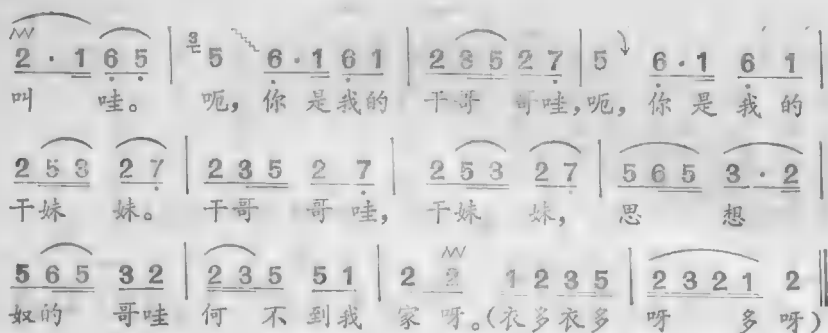 2 · 1 6 5 | 3 5 6 · 1 6 1 | 2 3 5 2 7 | 5 6 · 1 6 1 |
叫 哇。 呃, 你 是 我 的 干 哥 哥 哇, 呃, 你 是 我 的
2 5 3 2 7 | 2 3 5 2 7 | 2 5 3 2 7 | 5 6 5 3 · 2 |
干 妹 妹。 干 哥 哥 哇, 干 妹 妹, 思 想
5 6 5 3 2 | 2 3 5 5 1 | 2 2 1 2 3 5 | 2 3 2 1 2 ‖
奴 的 哥 哇 何 不 到 我 家 呀。(衣 多 衣 多 呀 多 呀)